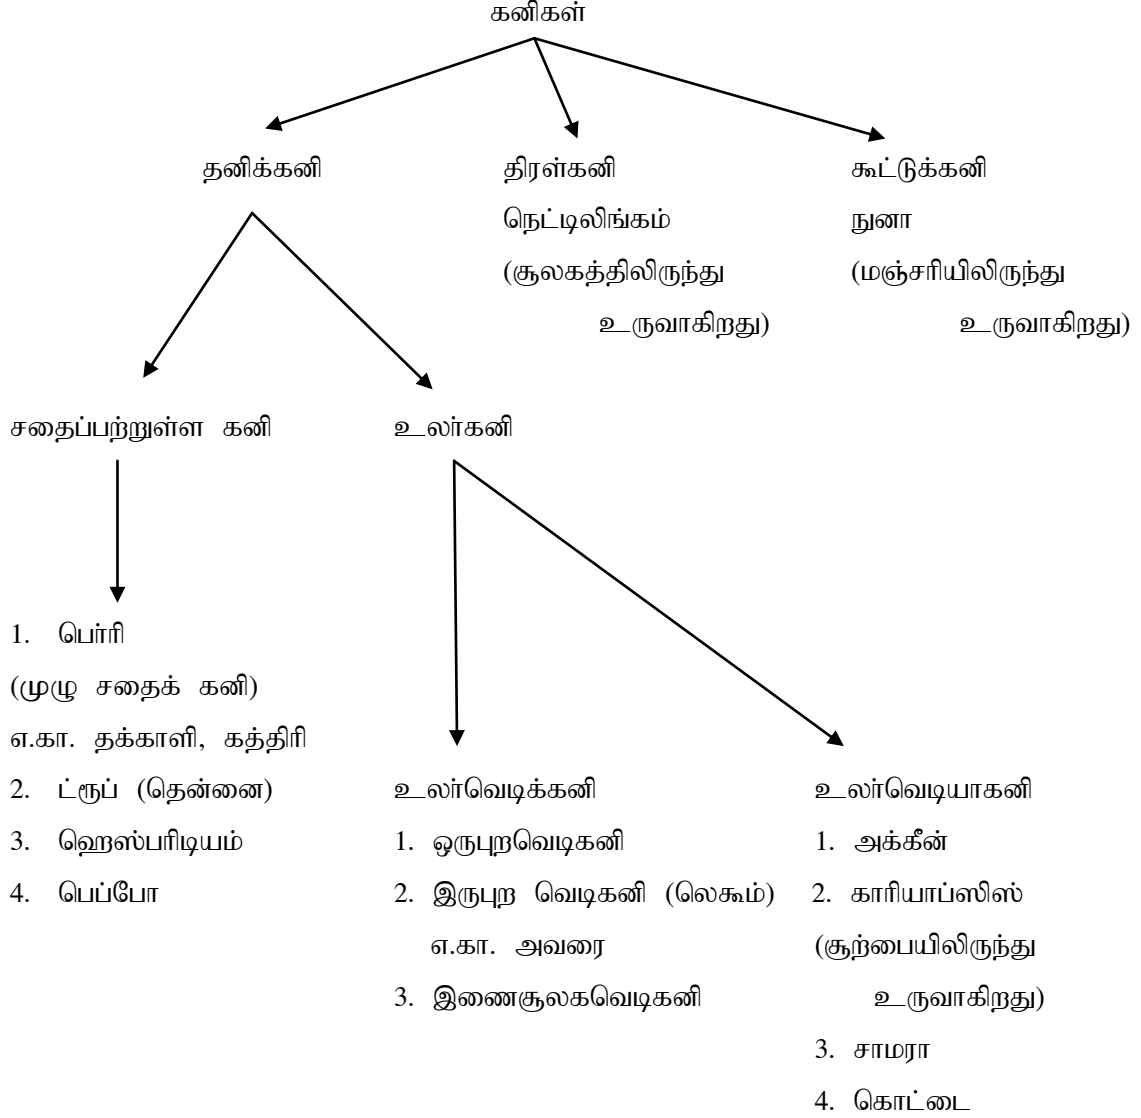 கனிகள்
தனிக்கனி
திரள்கனி
நெட்டிலிங்கம்
(சூலகத்திலிருந்து
உருவாகிறது)
கூட்டுக்கனி
நுனா
(மஞ்சரியிலிருந்து
உருவாகிறது)
சதைப்பற்றுள்ள கனி
உலர்கனி
1. பெர்ரி
(முழு சதைக் கனி)
எ.கா. தக்காளி, கத்திரி
2. ட்ரூப் (தென்னை)
3. ஹெஸ்பரிடியம்
4. பெப்போ
உலர்வெடிக்கனி
1. ஒருபுறவெடிகனி
2. இருபுற வெடிகனி (லெகூம்)
எ.கா. அவரை
3. இணைசூலகவெடிகனி
உலர்வெடியாகனி
1. அக்கீன்
2. காரியாப்ஸிஸ்
(சூற்பையிலிருந்து
உருவாகிறது)
3. சாமரா
4. கொட்டை